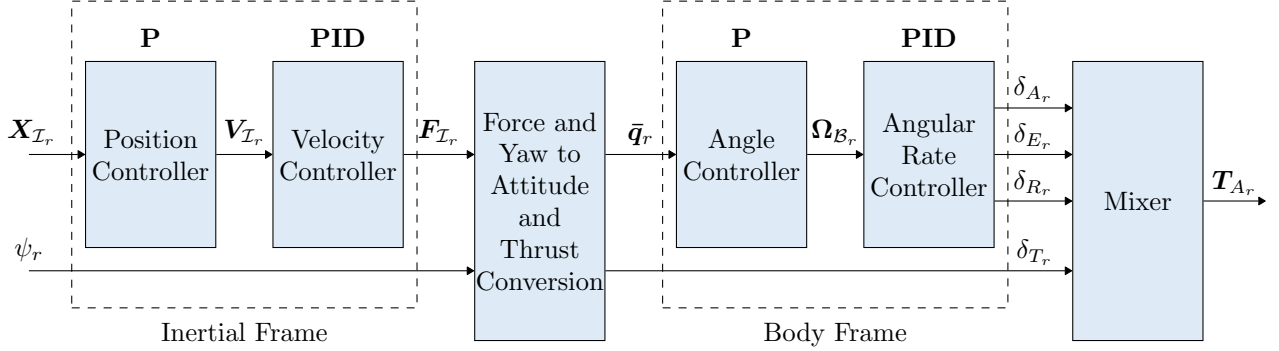 P
PID
P
PID
X_{I_r}
Position
Controller
V_{I_r}
Velocity
Controller
F_{I_r}
Force and
Yaw to
Attitude
and
Thrust
Conversion
q̄_r
Angle
Controller
Ω_{B_r}
Angular
Rate
Controller
δ_{A_r}
δ_{E_r}
δ_{R_r}
Mixer
T_{A_r}
ψ_r
δ_{T_r}
Inertial Frame
Body Frame